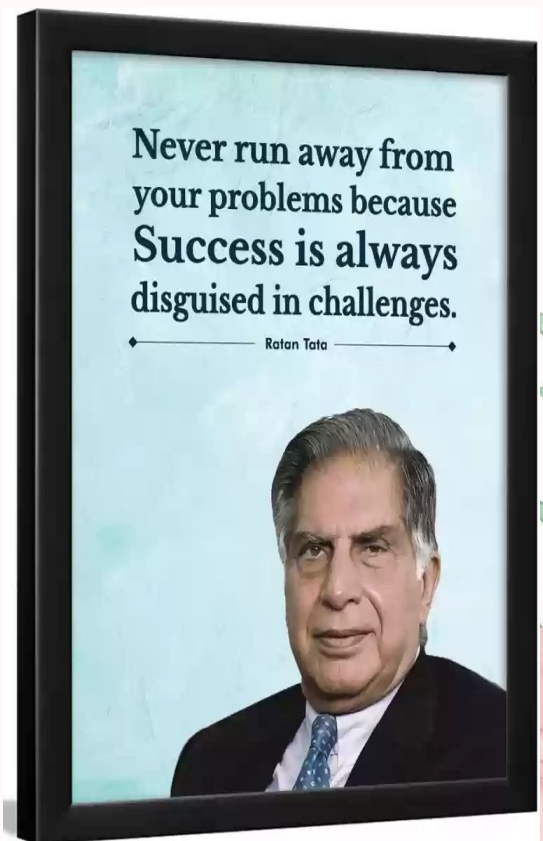 Never run away from
your problems because
Success is always
disguised in challenges.
Ratan Tata